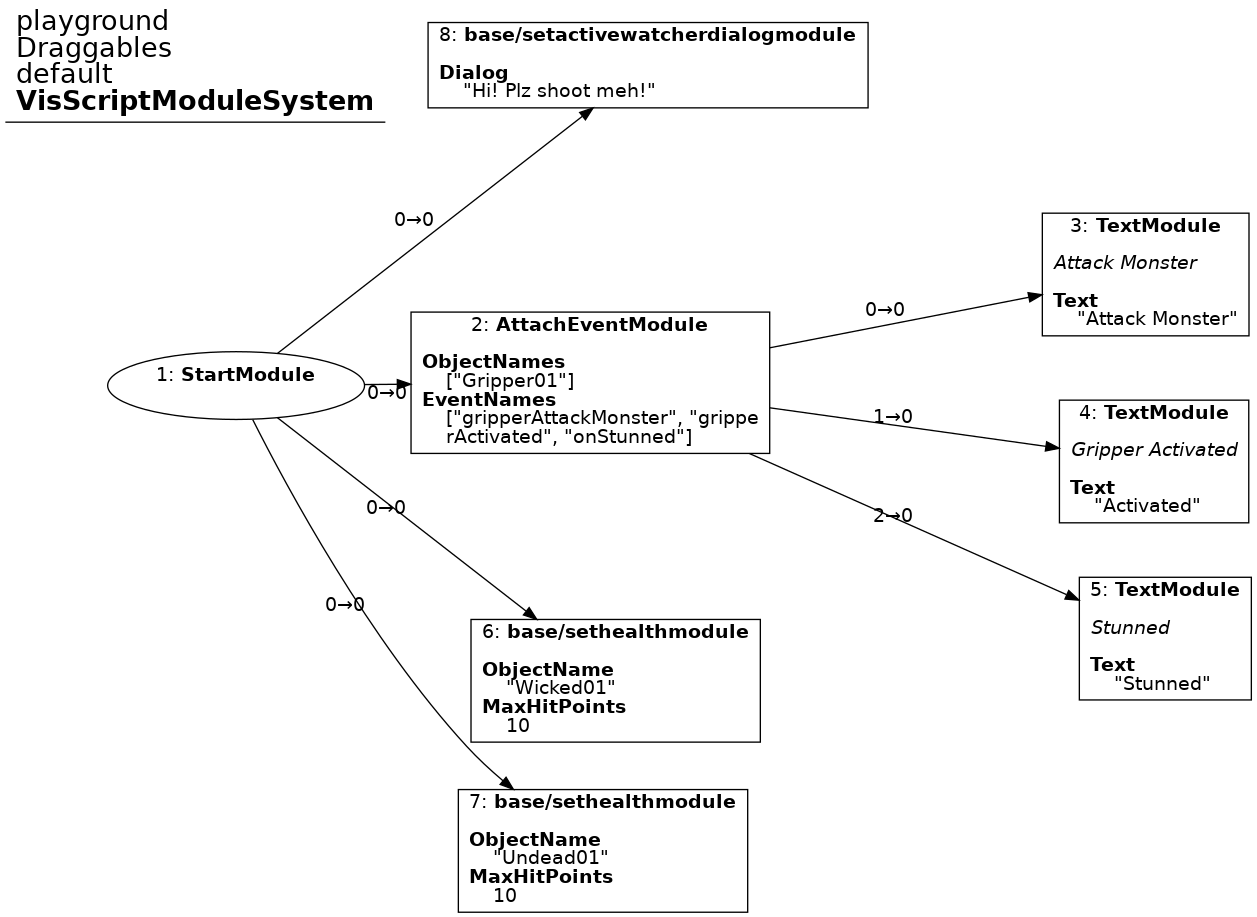 playground
Draggables
default
VisScriptModuleSystem
8: base/setactivewatcherdialogmodule
Dialog
"Hi! Plz shoot meh!"
0→0
3: TextModule
Attack Monster
Text
"Attack Monster"
0→0
2: AttachEventModule
ObjectNames
["Gripper01"]
EventNames
["gripperAttackMonster", "grippe
rActivated", "onStunned"]
1: StartModule
0→0
4: TextModule
Gripper Activated
Text
"Activated"
1→0
0→0
2→0
5: TextModule
Stunned
Text
"Stunned"
0→0
6: base/sethealthmodule
ObjectName
"Wicked01"
MaxHitPoints
10
7: base/sethealthmodule
ObjectName
"Undead01"
MaxHitPoints
10